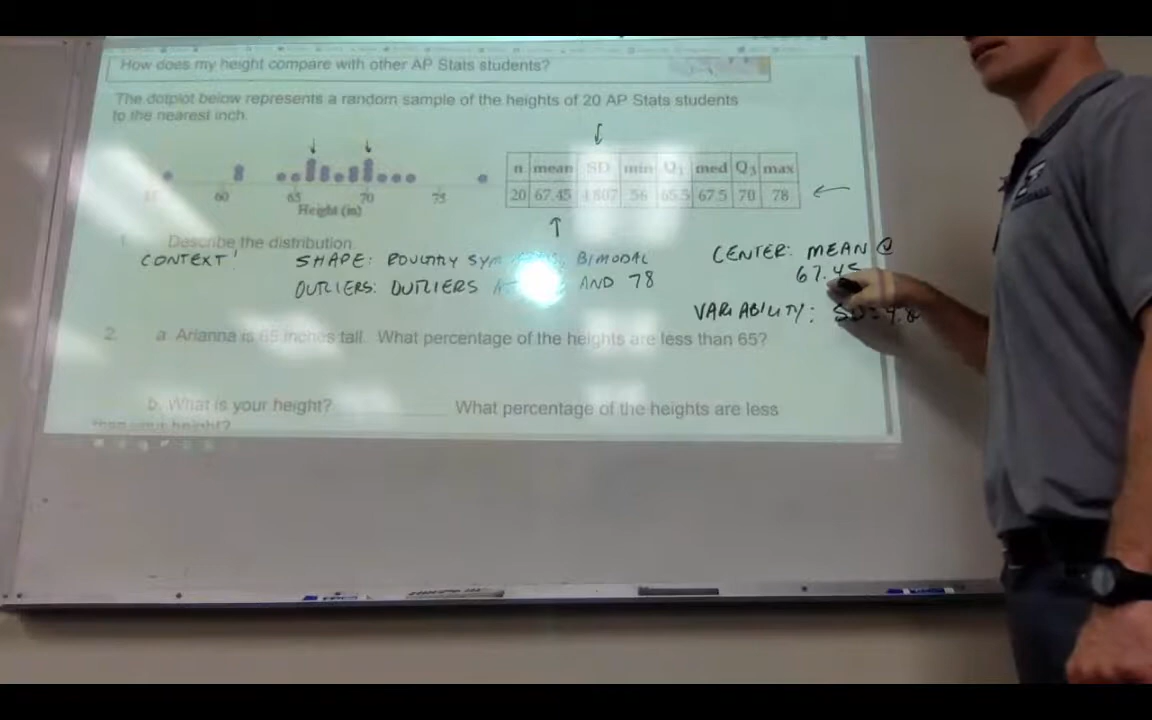 How does my height compare with other AP Stats students?
The dotplot below represents a random sample of the heights of 20 AP Stats students
to the nearest inch.
n mean SD min Q1 med Q3 max
20 67.45 4.807 56 65.5 67.5 70 78
55 60 65 70 75
Height (in)
1. Describe the distribution.
CONTEXT!
SHAPE: ROUGHLY SYM BIMODAL
OUTLIERS: OUTLIERS AND 78
CENTER: MEAN @
67.45
VARIABILITY: SD = 4.8
2. a. Arianna is 65 inches tall. What percentage of the heights are less than 65?
b. What is your height? What percentage of the heights are less
than your height?